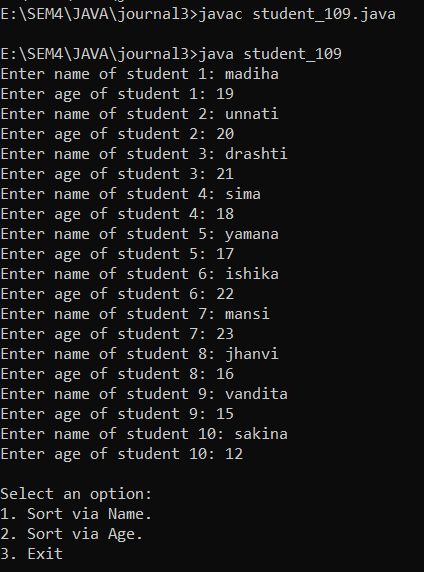 E:\SEM4\JAVA\journal3>javac student_109.java
E:\SEM4\JAVA\journal3>java student_109
Enter name of student 1: madiha
Enter age of student 1: 19
Enter name of student 2: unnati
Enter age of student 2: 20
Enter name of student 3: drashti
Enter age of student 3: 21
Enter name of student 4: sima
Enter age of student 4: 18
Enter name of student 5: yamana
Enter age of student 5: 17
Enter name of student 6: ishika
Enter age of student 6: 22
Enter name of student 7: mansi
Enter age of student 7: 23
Enter name of student 8: jhanvi
Enter age of student 8: 16
Enter name of student 9: vandita
Enter age of student 9: 15
Enter name of student 10: sakina
Enter age of student 10: 12
Select an option:
1. Sort via Name.
2. Sort via Age.
3. Exit